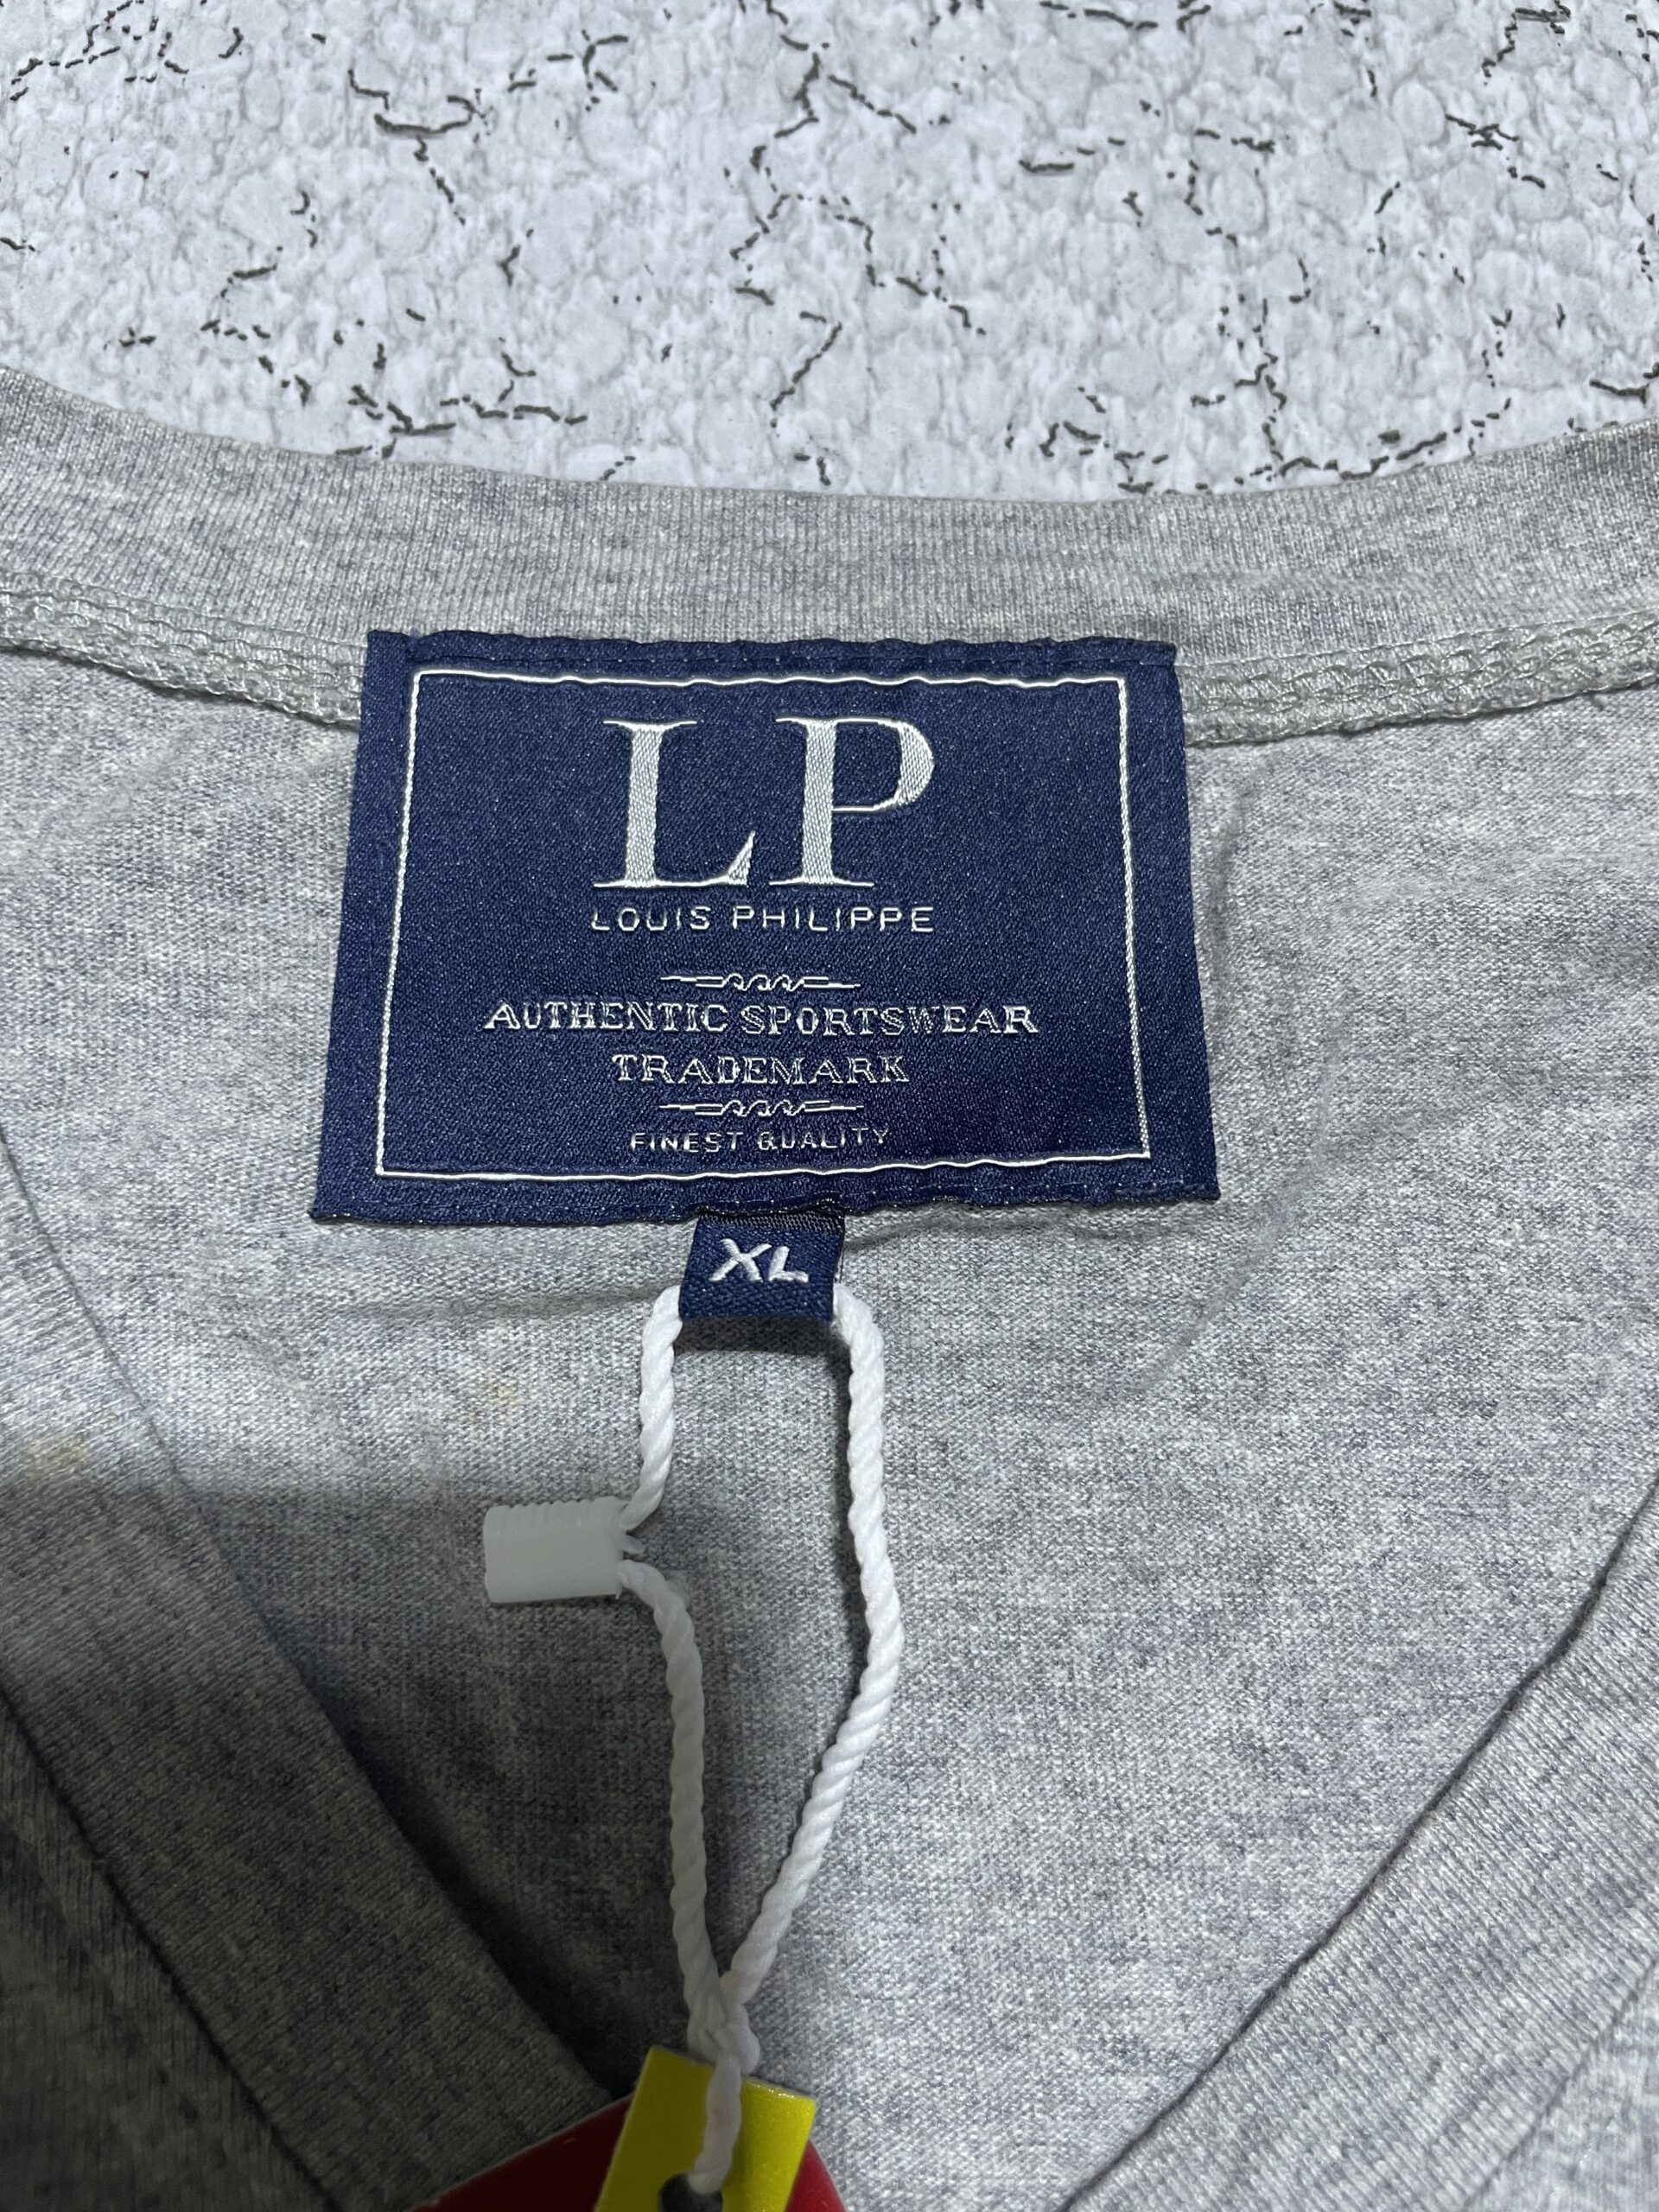 LP
LOUIS PHILIPPE
AUTHENTIC SPORTSWEAR
TRADEMARK
FINEST QUALITY
XL